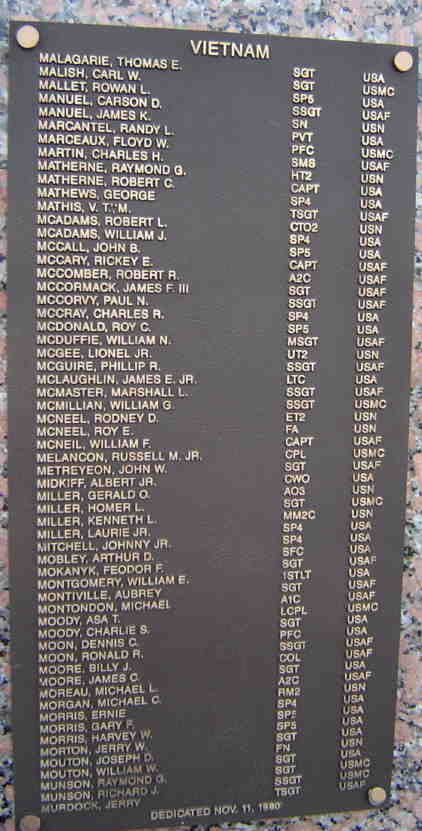 VIETNAM
MALAGARIE, THOMAS E. SGT USA
MALISH, CARL W. SGT USMC
MALLET, ROWAN L. SP5 USA
MANUEL, CARSON D. SSGT USAF
MANUEL, JAMES K. SN USN
MARCANTEL, RANDY L. PVT USA
MARCEAUX, FLOYD W. PFC USMC
MARTIN, CHARLES H. SMS USAF
MATHERNE, RAYMOND G. HT2 USN
MATHERNE, ROBERT C. CAPT USA
MATHEWS, GEORGE SP4 USA
MATHIS, V. T. M. TSGT USAF
MCADAMS, ROBERT L. CTO2 USN
MCADAMS, WILLIAM J. SP4 USA
MCCALL, JOHN B. SP5 USA
MCCARY, RICKEY E. CAPT USAF
MCCOMBER, ROBERT R. A2C USAF
MCCORMACK, JAMES F. III SGT USAF
MCCORVY, PAUL N. SSGT USAF
MCCRAY, CHARLES R. SP4 USA
MCDONALD, ROY C. SP5 USA
MCDUFFIE, WILLIAM N. MSGT USAF
MCGEE, LIONEL JR. UT2 USN
MCGUIRE, PHILLIP R. SSGT USAF
MCLAUGHLIN, JAMES E. JR. LTC USA
MCMASTER, MARSHALL L. SSGT USAF
MCMILLIAN, WILLIAM G. SSGT USMC
MCNEEL, RODNEY D. ET2 USN
MCNEEL, ROY E. FA USN
MCNEIL, WILLIAM F. CAPT USAF
MELANCON, RUSSELL M. JR. CPL USMC
METREYEON, JOHN W. SGT USAF
MIDKIFF, ALBERT JR. CWO USA
MILLER, GERALD O. AO3 USN
MILLER, HOMER L. SGT USMC
MILLER, KENNETH L. MM2C USN
MILLER, LAURIE JR. SP4 USA
MITCHELL, JOHNNY JR. SP4 USA
MOBLEY, ARTHUR D. SFC USA
MOKANYK, FEODOR F. SGT USAF
MONTGOMERY, WILLIAM E. 1STLT USA
MONTIVILLE, AUBREY SGT USAF
MONTONDON, MICHAEL A1C USAF
MOODY, ASA T. LCPL USMC
MOODY, CHARLIE S. SGT USA
MOON, DENNIS C. PFC USA
MOON, RONALD R. SSGT USAF
MOORE, BILLY J. COL USAF
MOORE, JAMES C. SGT USA
MOREAU, MICHAEL L. A2C USAF
MORGAN, MICHAEL C. RM2 USN
MORRIS, ERNIE SP4 USA
MORRIS, GARY F. SP5 USA
MORRIS, HARVEY W. SP5 USA
MORTON, JERRY W. SGT USA
MOUTON, JOSEPH D. FN USN
MOUTON, WILLIAM W. SGT USA
MUNSON, RAYMOND G. SGT USMC
MUNSON, RICHARD J. SSGT USMC
MURDOCK, JERRY TSGT USAF
DEDICATED NOV. 11, 1980